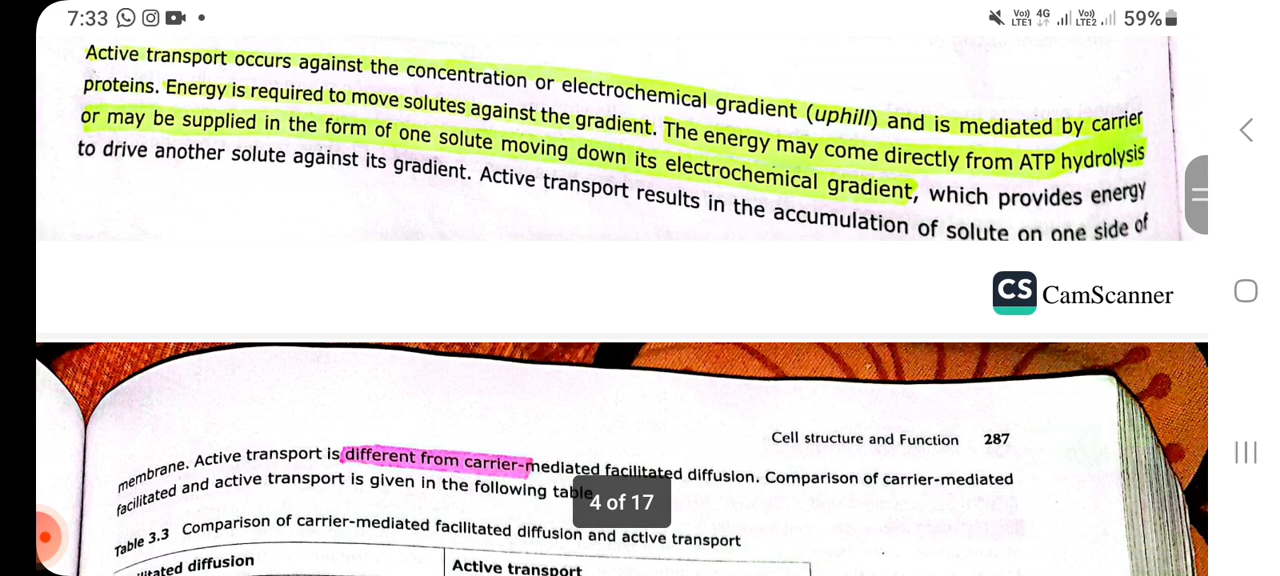 7:33
Vo)) LTE1 4G Vo)) LTE2 59%
Active transport occurs against the concentration or electrochemical gradient (uphill) and is mediated by carrier
proteins. Energy is required to move solutes against the gradient. The energy may come directly from ATP hydrolysis
or may be supplied in the form of one solute moving down its electrochemical gradient, which provides energy
to drive another solute against its gradient. Active transport results in the accumulation of solute on one side of
CS CamScanner
Cell structure and Function 287
membrane. Active transport is different from carrier-mediated facilitated diffusion. Comparison of carrier-mediated
facilitated and active transport is given in the following table
4 of 17
Table 3.3 Comparison of carrier-mediated facilitated diffusion and active transport
diffusion Active transport